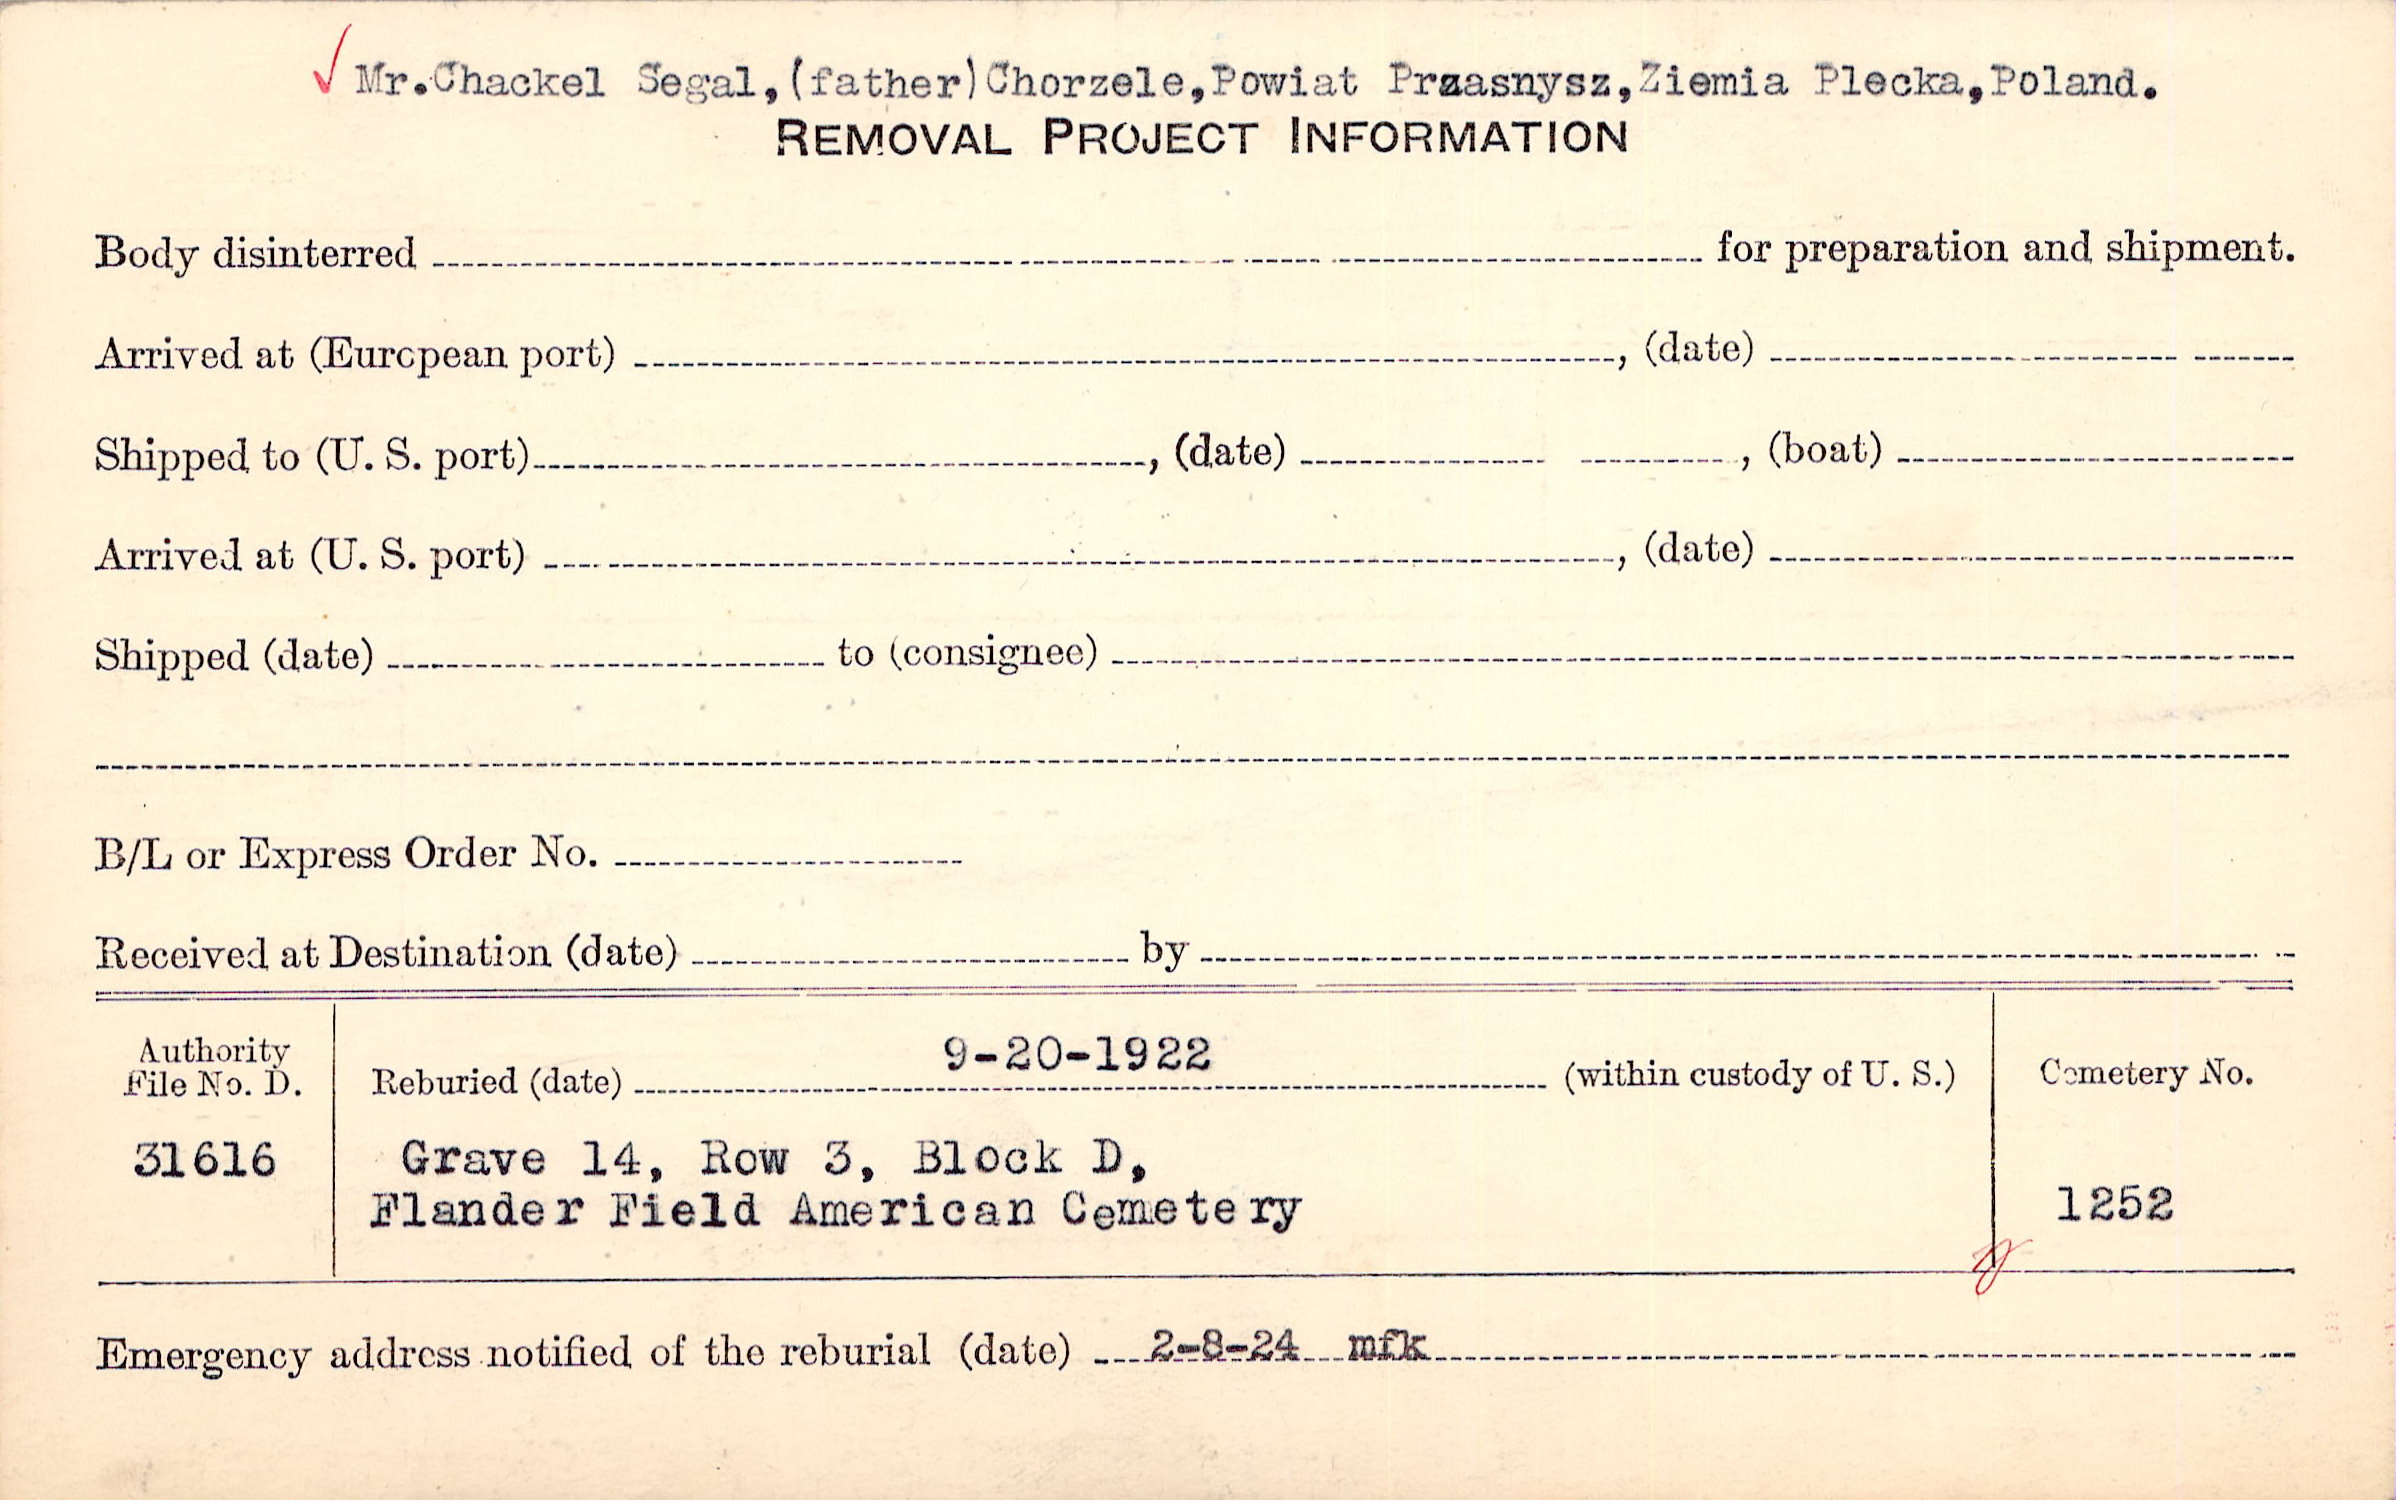 Mr.Chackel Segal,(father)Chorzele,Powiat Przasnysz,Ziemia Plecka,Poland.
REMOVAL PROJECT INFORMATION
Body disinterred for preparation and shipment.
Arrived at (European port) , (date)
Shipped to (U. S. port) , (date) , (boat)
Arrived at (U. S. port) , (date)
Shipped (date) to (consignee)
B/L or Express Order No.
Received at Destination (date) by
Authority
File No. D.
31616
Reburied (date) 9-20-1922 (within custody of U. S.)
Grave 14, Row 3, Block D,
Flander Field American Cemetery
Cemetery No.
1252
Emergency address notified of the reburial (date) 2-8-24 mfk